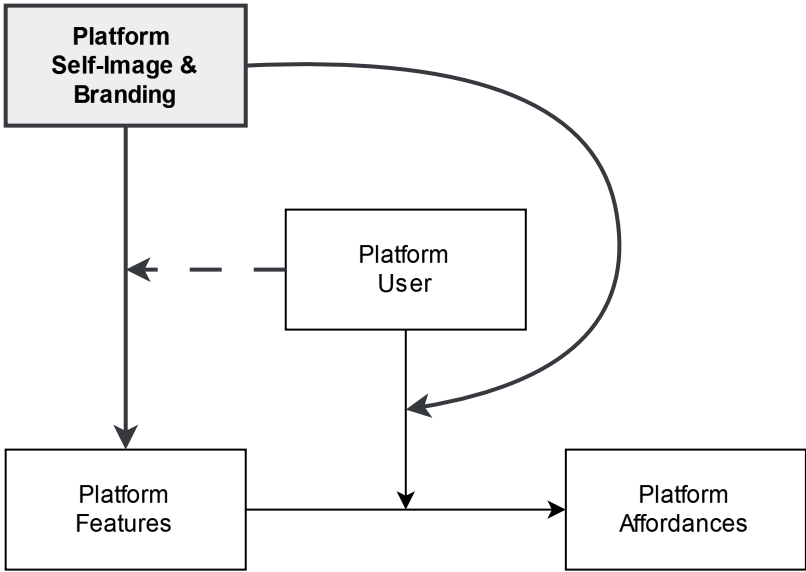 Platform
Self-Image &
Branding
Platform
User
Platform
Features
Platform
Affordances